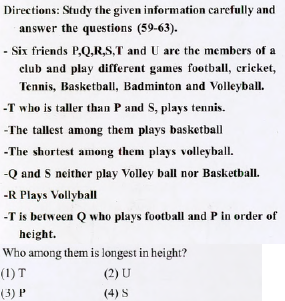 Directions: Study the given information carefully and
answer the questions (59-63).
- Six friends P,Q,R,S,T and U are the members of a
club and play different games football, cricket,
Tennis, Basketball, Badminton and Volleyball.
-T who is taller than P and S, plays tennis.
-The tallest among them plays basketball
-The shortest among them plays volleyball.
-Q and S neither play Volley ball nor Basketball.
-R Plays Vollyball
-T is between Q who plays football and P in order of
height.
Who among them is longest in height?
(1) T (2) U
(3) P (4) S